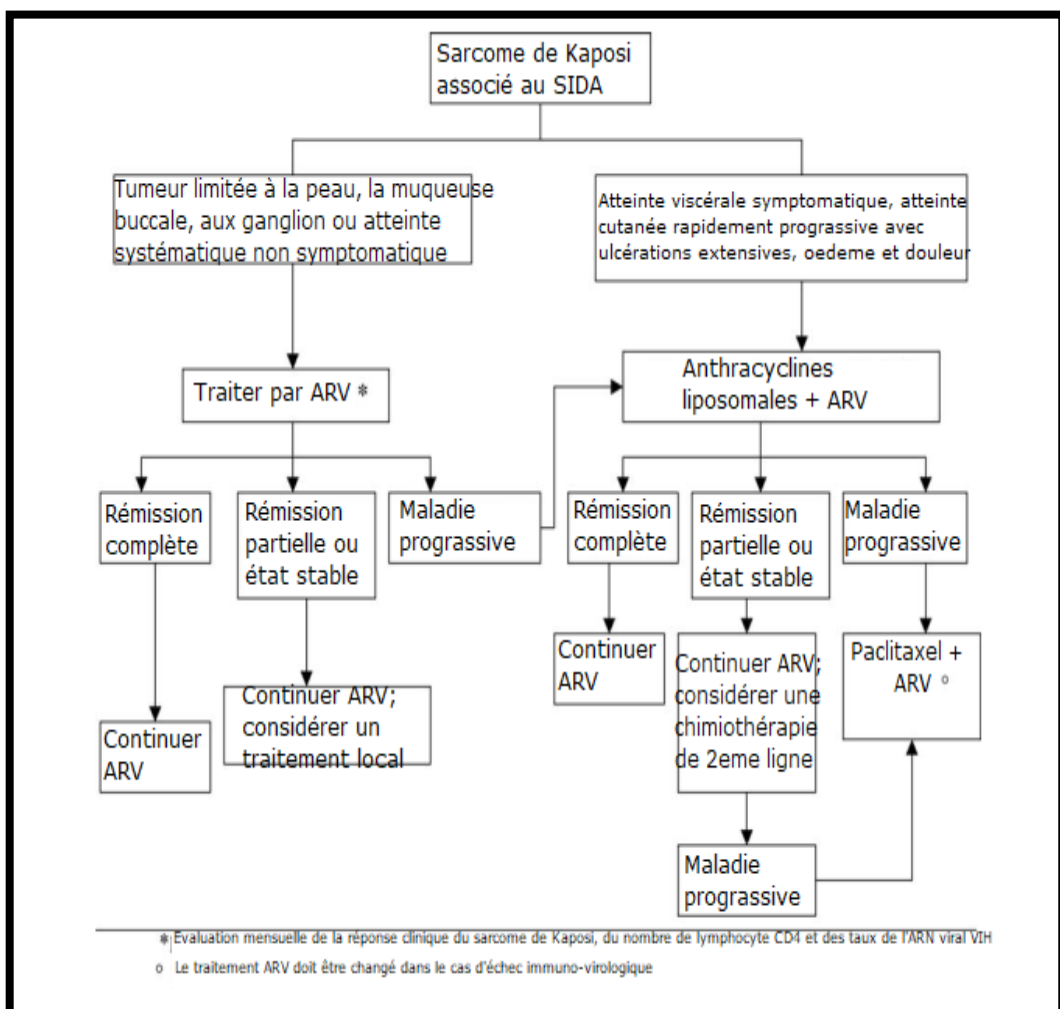 Sarcome de Kaposi
associé au SIDA
Tumeur limitée à la peau, la muqueuse
buccale, aux ganglion ou atteinte
systématique non symptomatique
Atteinte viscérale symptomatique, atteinte
cutanée rapidement progressive avec
ulcérations extensives, oedeme et douleur
Traiter par ARV *
Anthracyclines
liposomales + ARV
Rémission
complète
Rémission
partielle ou
état stable
Maladie
prograssive
Rémission
complète
Rémission
partielle ou
état stable
Maladie
prograssive
Continuer
ARV
Continuer ARV;
considérer un
traitement local
Continuer
ARV
Continuer ARV;
considérer une
chimiothérapie
de 2eme ligne
Paclitaxel +
ARV °
Maladie
prograssive
* Evaluation mensuelle de la réponse clinique du sarcome de Kaposi, du nombre de lymphocyte CD4 et des taux de l'ARN viral VIH
o Le traitement ARV doit être changé dans le cas d'échec immuno-virologique